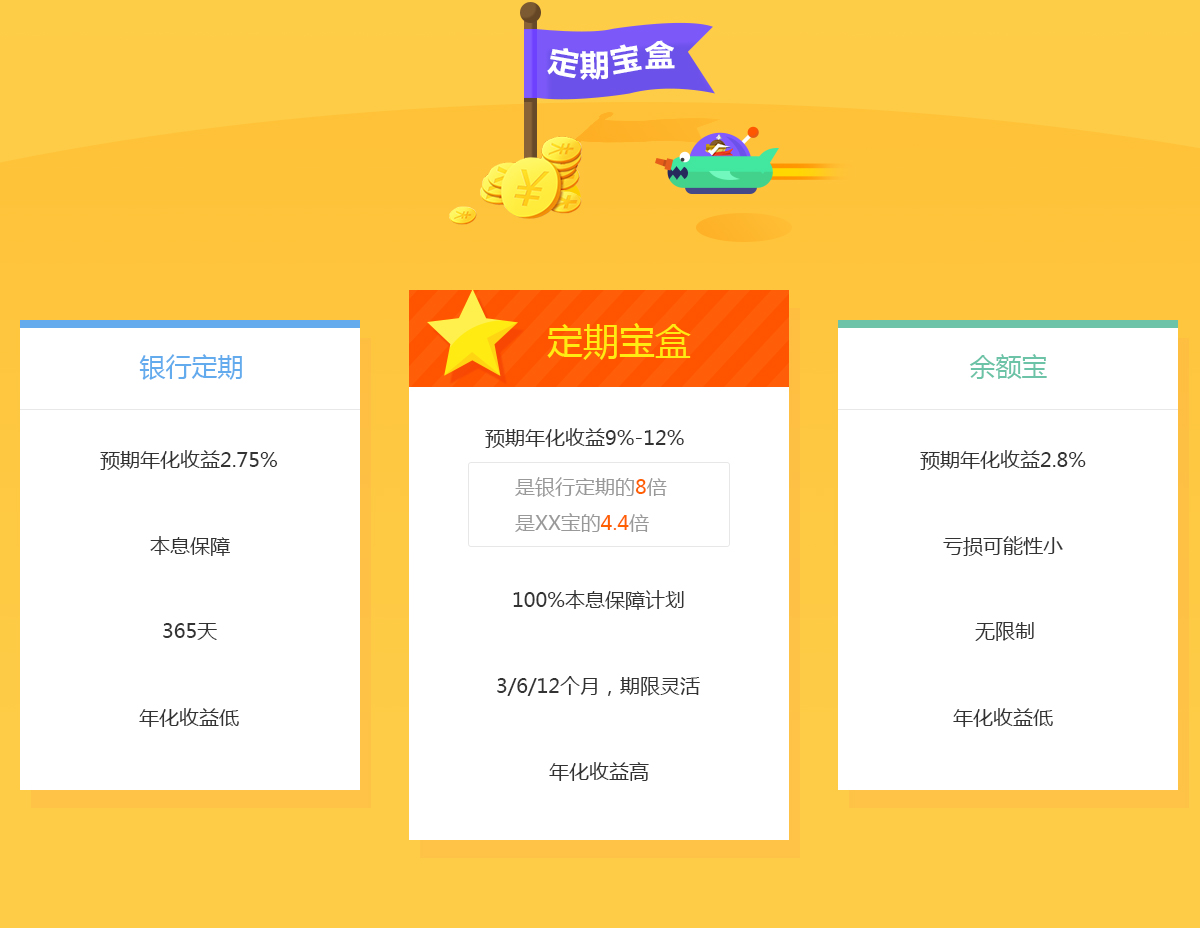 定期宝盒
银行定期
预期年化收益2.75%
本息保障
365天
年化收益低
定期宝盒
预期年化收益9%-12%
是银行定期的8倍
是XX宝的4.4倍
100%本息保障计划
3/6/12个月，期限灵活
年化收益高
余额宝
预期年化收益2.8%
亏损可能性小
无限制
年化收益低